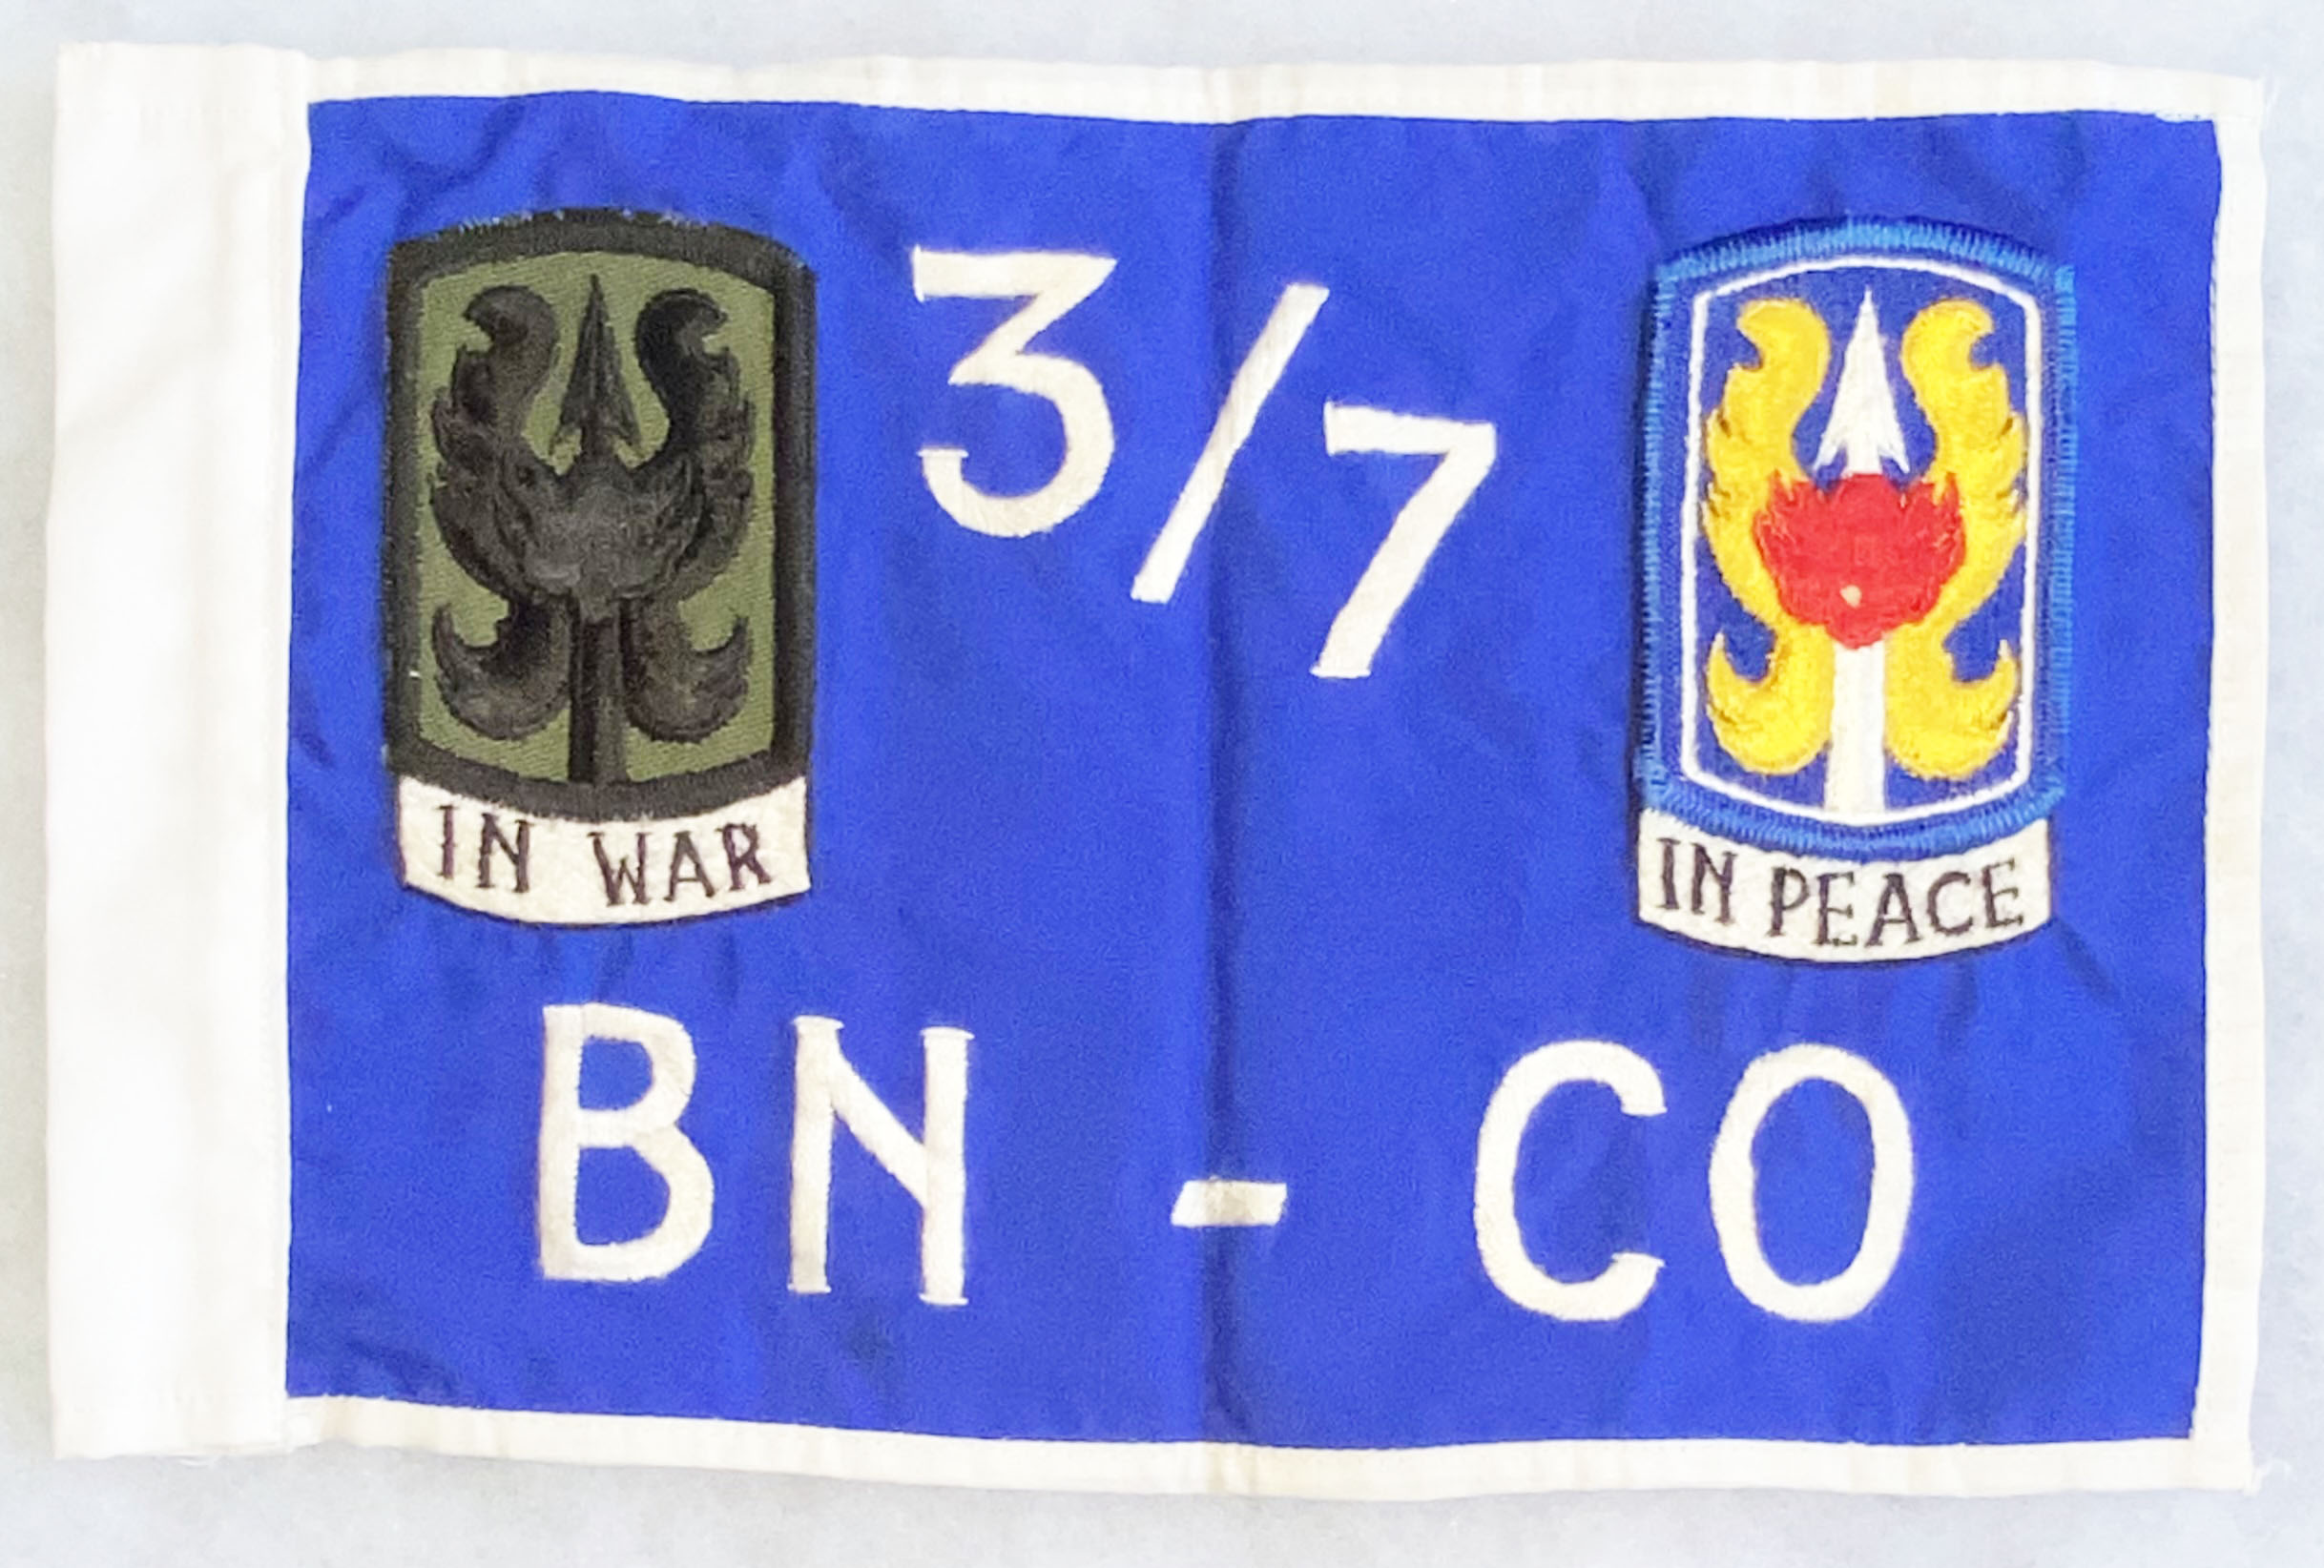 3/7
IN WAR
IN PEACE
BN - CO